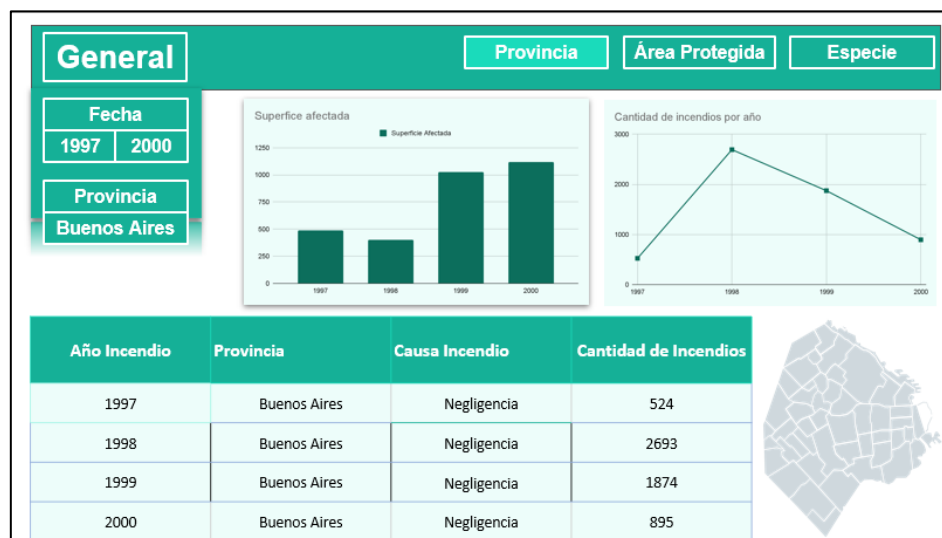 General
Provincia
Área Protegida
Especie
Fecha
1997 2000
Provincia
Buenos Aires
Superfice afectada
Superficie Afectada
1250
1000
750
500
250
0
1997 1998 1999 2000
Cantidad de incendios por año
3000
2000
1000
0
1997 1998 1999 2000
Año Incendio Provincia Causa Incendio Cantidad de Incendios
1997 Buenos Aires Negligencia 524
1998 Buenos Aires Negligencia 2693
1999 Buenos Aires Negligencia 1874
2000 Buenos Aires Negligencia 895